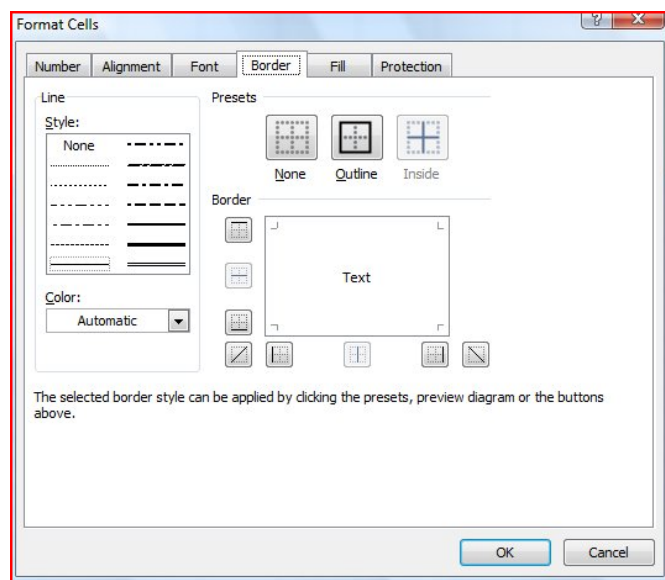 Format Cells
Number Alignment Font Border Fill Protection
Line
Style:
None
Color:
Automatic
Presets
None Outline Inside
Border
Text
The selected border style can be applied by clicking the presets, preview diagram or the buttons
above.
OK Cancel